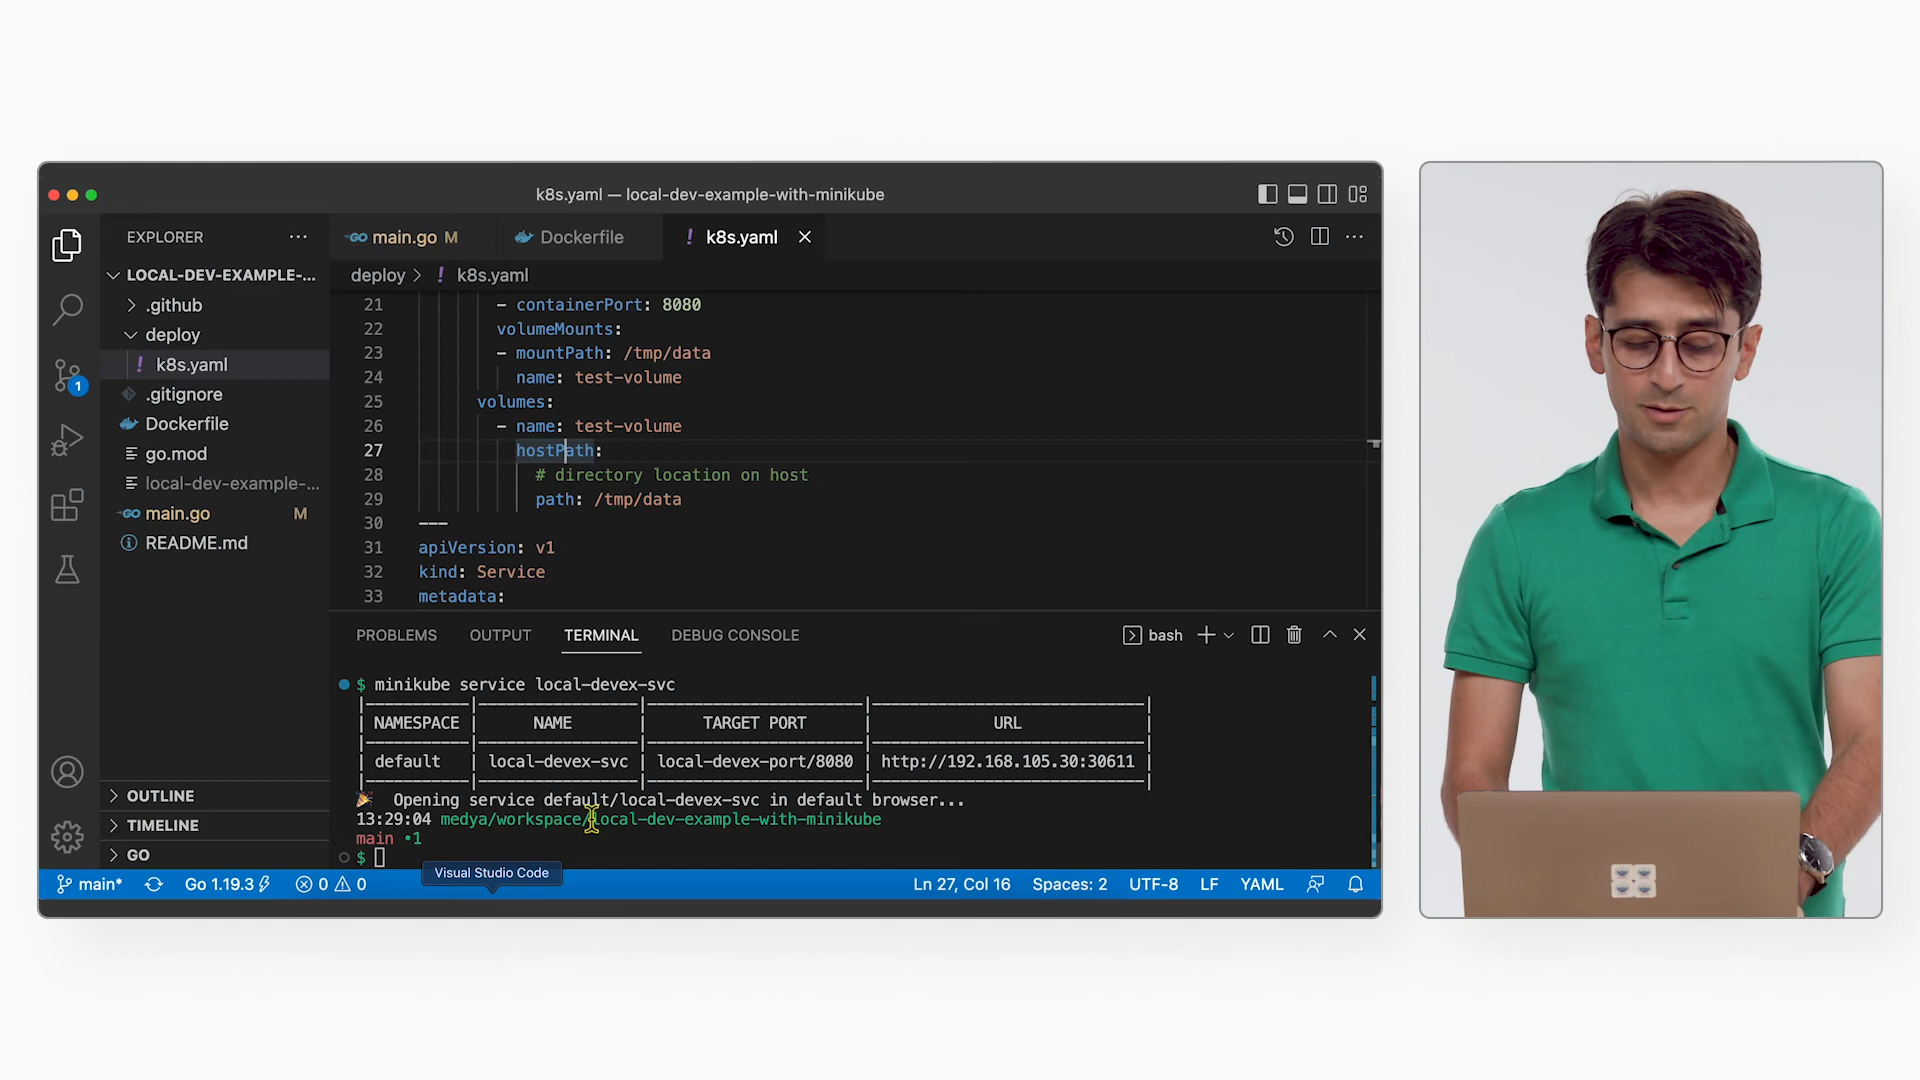 k8s.yaml — local-dev-example-with-minikube
EXPLORER
main.go M
Dockerfile
k8s.yaml
LOCAL-DEV-EXAMPLE-...
.github
deploy
k8s.yaml
.gitignore
Dockerfile
go.mod
local-dev-example-...
main.go M
README.md
OUTLINE
TIMELINE
GO
1
deploy > ! k8s.yaml
21 - containerPort: 8080
22 volumeMounts:
23 - mountPath: /tmp/data
24 name: test-volume
25 volumes:
26 - name: test-volume
27 hostPath:
28 # directory location on host
29 path: /tmp/data
30 ---
31 apiVersion: v1
32 kind: Service
33 metadata:
PROBLEMS OUTPUT TERMINAL DEBUG CONSOLE
bash
$ minikube service local-devex-svc
NAMESPACE | NAME | TARGET PORT | URL
default | local-devex-svc | local-devex-port/8080 | http://192.168.105.30:30611
🎉 Opening service default/local-devex-svc in default browser...
13:29:04 medya/workspace/local-dev-example-with-minikube
main •1
$
Visual Studio Code
main* Go 1.19.3 0 0 Ln 27, Col 16 Spaces: 2 UTF-8 LF YAML